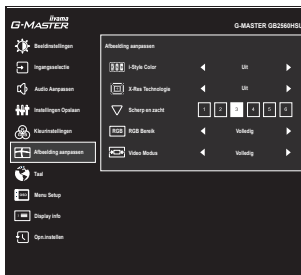 iiyama
G-MASTER
G-MASTER GB2560HSU
Beeldinstellingen
Ingangsselectie
Audio Aanpassen
Instellingen Opslaan
Kleurinstellingen
Afbeelding aanpassen
Taal
Menu Setup
Display info
Opn.instellen
Afbeelding aanpassen
i-Style Color
Uit
X-Res Technologie
Uit
Scherp en zacht
1 2 3 4 5 6
RGB RGB Bereik
Volledig
Video Modus
Volledig